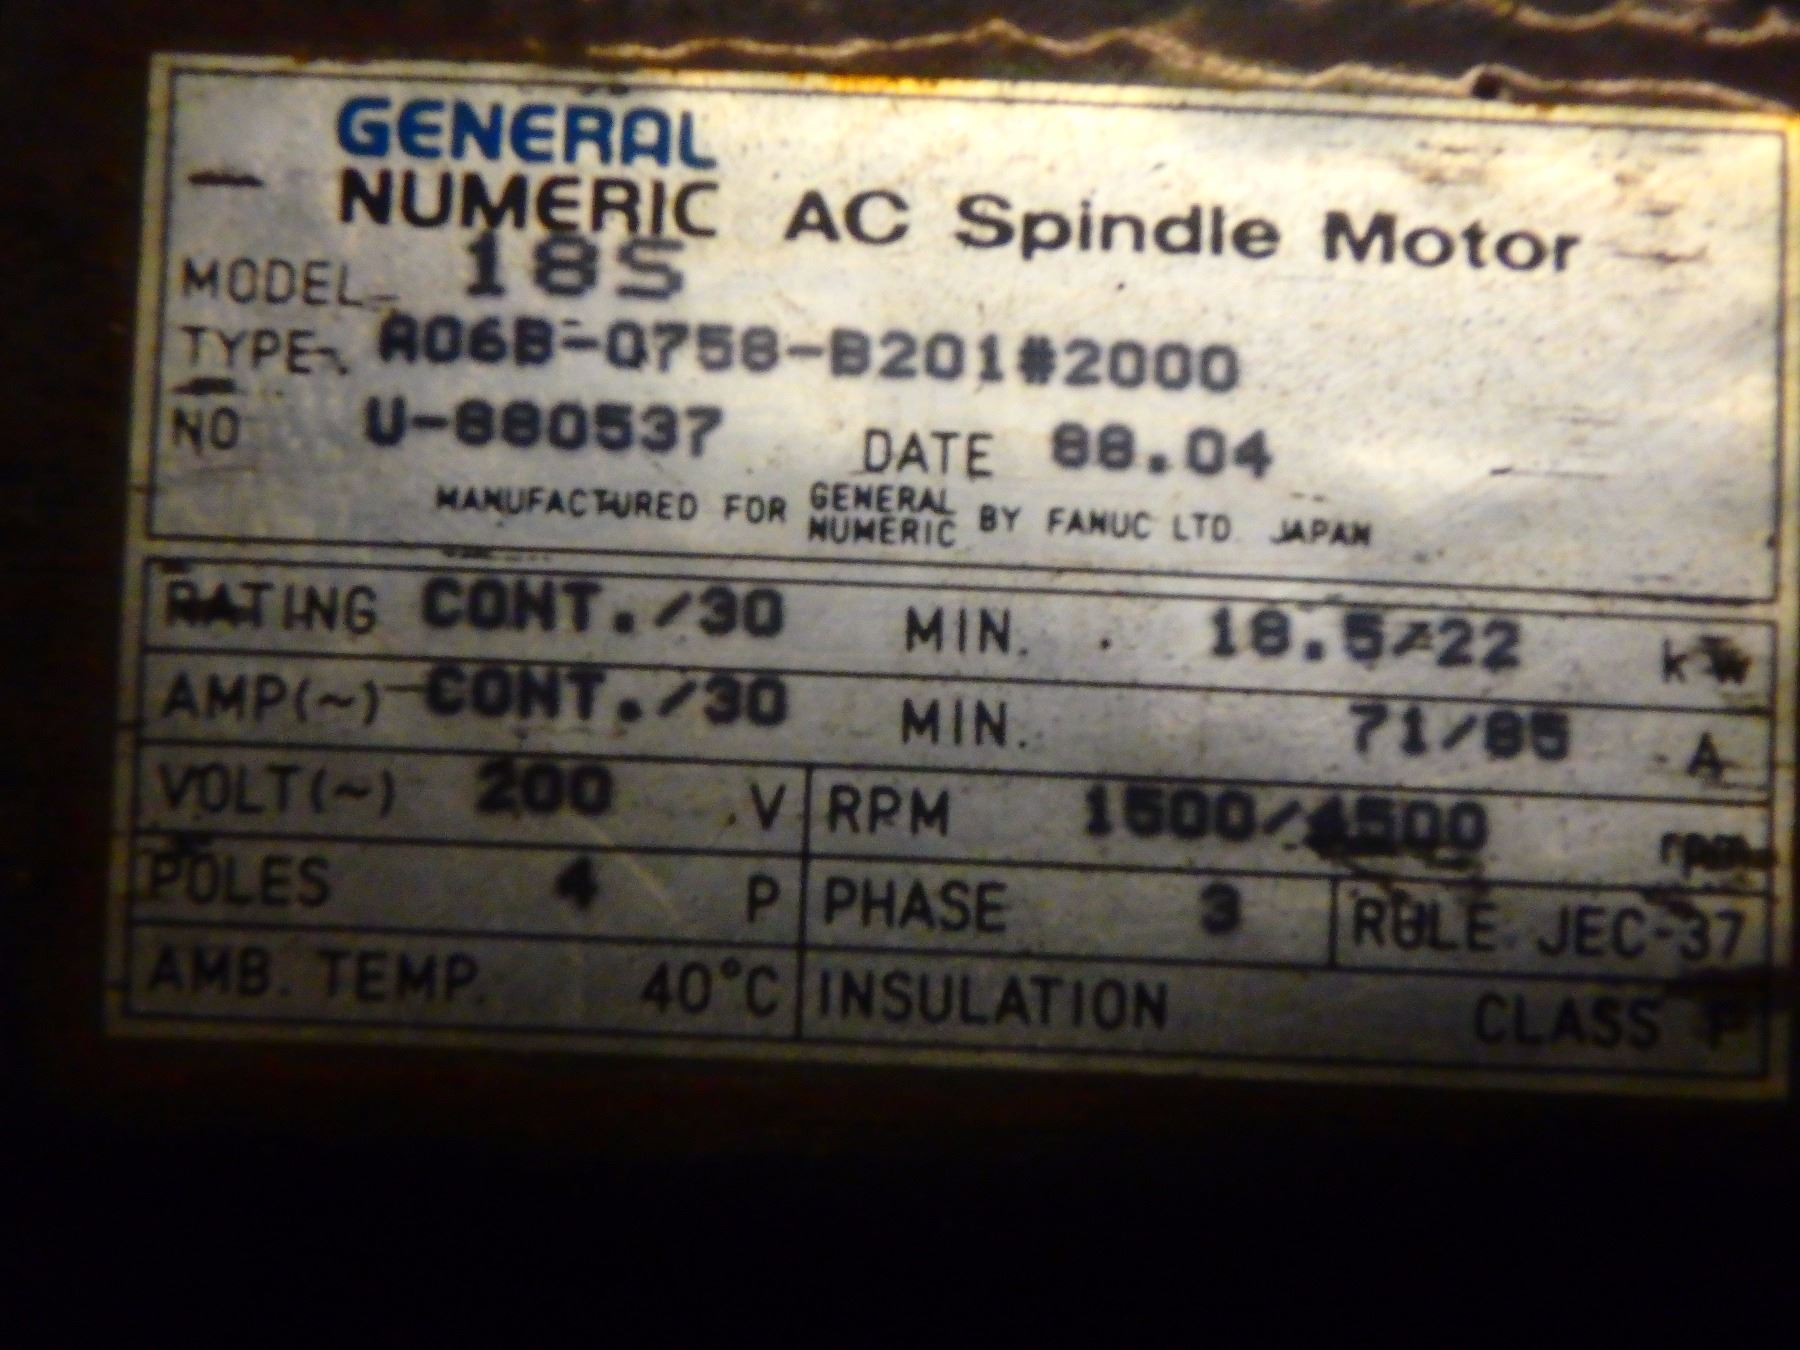 GENERAL
NUMERIC AC Spindle Motor
MODEL 18S
TYPE A06B-0758-B201#2000
NO U-880537 DATE 88.04
MANUFACTURED FOR GENERAL NUMERIC BY FANUC LTD JAPAN
RATING CONT./30 MIN. 18.5/22 kW
AMP(~) CONT./30 MIN. 71/85 A
VOLT(~) 200 V RPM 1500/4500 rpm
POLES 4 P PHASE 3 RULE JEC-37
AMB. TEMP. 40°C INSULATION CLASS F